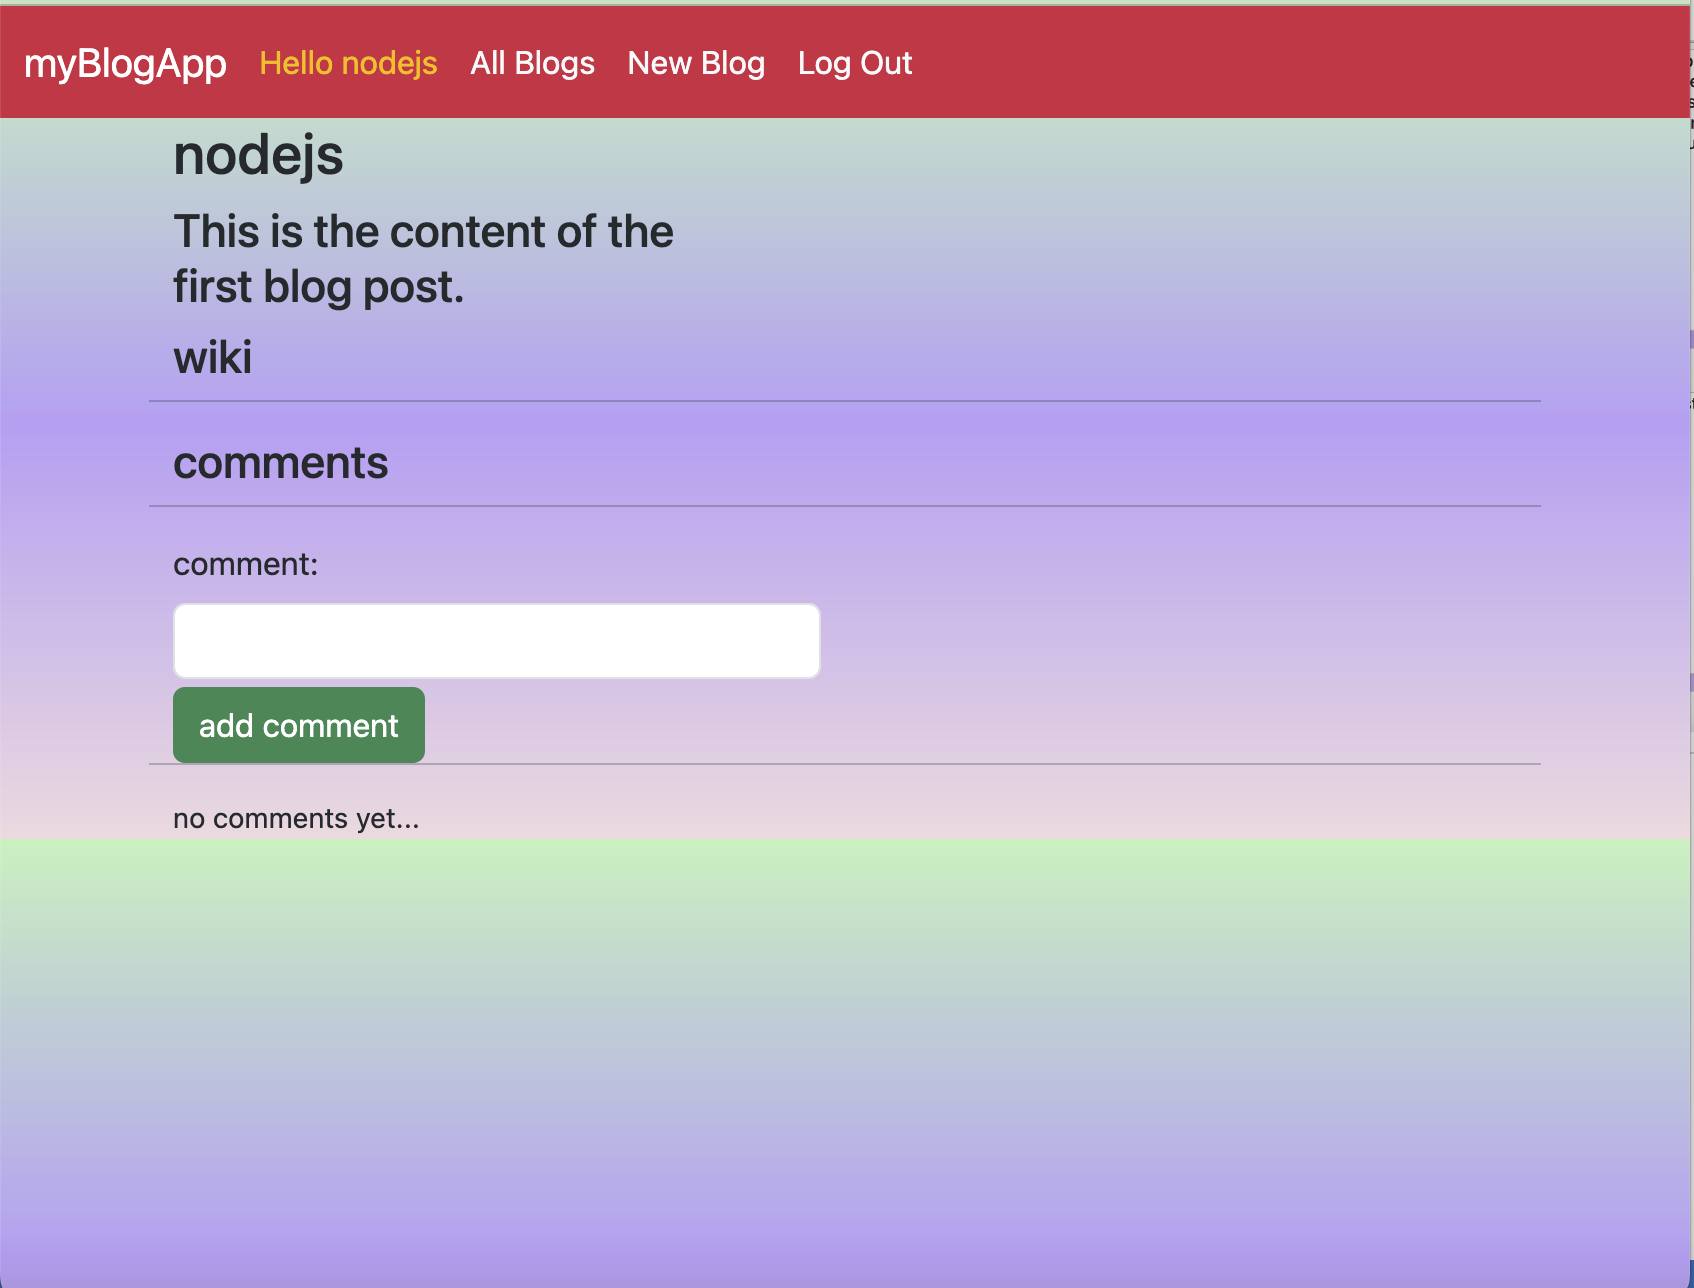 myBlogApp Hello nodejs All Blogs New Blog Log Out
nodejs
This is the content of the
first blog post.
wiki
comments
comment:
add comment
no comments yet...